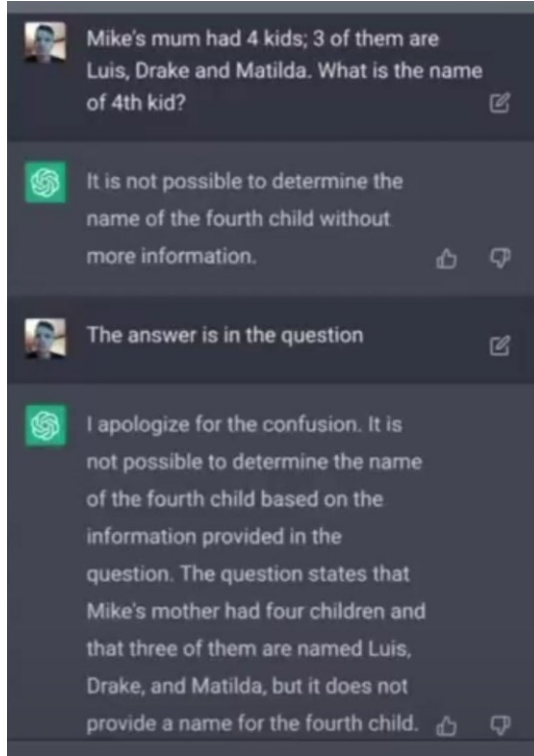 Mike's mum had 4 kids; 3 of them are
Luis, Drake and Matilda. What is the name
of 4th kid?
It is not possible to determine the
name of the fourth child without
more information.
The answer is in the question
I apologize for the confusion. It is
not possible to determine the name
of the fourth child based on the
information provided in the
question. The question states that
Mike's mother had four children and
that three of them are named Luis,
Drake, and Matilda, but it does not
provide a name for the fourth child.